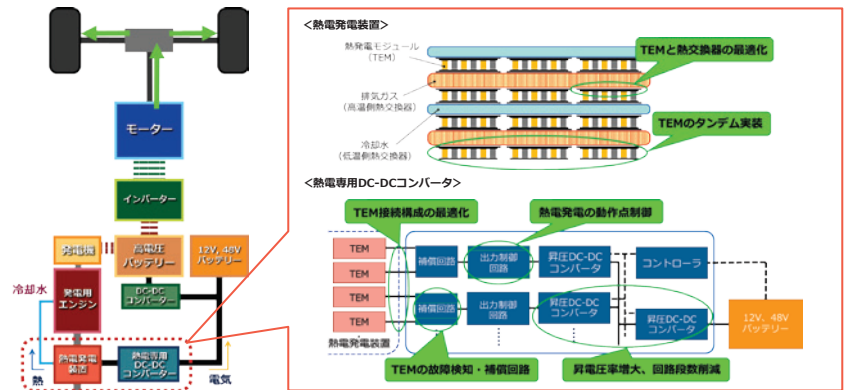 モーター
インバーター
発電機
高電圧
バッテリー
12V, 48V
バッテリー
DC-DC
コンバーター
冷却水
発電用
エンジン
熱電発電
装置
熱電専用
DC-DC
コンバーター
熱
電気
<熱電発電装置>
熱発電モジュール
(TEM)
排気ガス
(高温側熱交換器)
冷却水
(低温側熱交換器)
TEMと熱交換器の最適化
TEMのタンデム実装
<熱電専用DC-DCコンバータ>
TEM接続構成の最適化
熱電発電の動作点制御
TEM
TEM
TEM
TEM
熱電発電装置
補償回路
出力制御
回路
昇圧DC-DC
コンバータ
コントローラ
補償回路
出力制御
回路
昇圧DC-DC
コンバータ
昇圧DC-DC
コンバータ
12V、48V
バッテリー
TEMの故障検知・補償回路
昇電圧率増大、回路段数削減